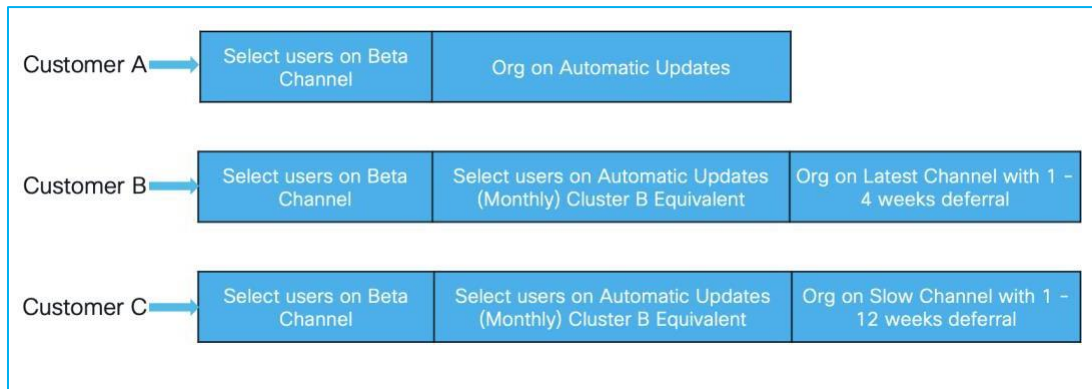 Customer A
Select users on Beta
Channel
Org on Automatic Updates
Customer B
Select users on Beta
Channel
Select users on Automatic Updates
(Monthly) Cluster B Equivalent
Org on Latest Channel with 1 –
4 weeks deferral
Customer C
Select users on Beta
Channel
Select users on Automatic Updates
(Monthly) Cluster B Equivalent
Org on Slow Channel with 1 –
12 weeks deferral